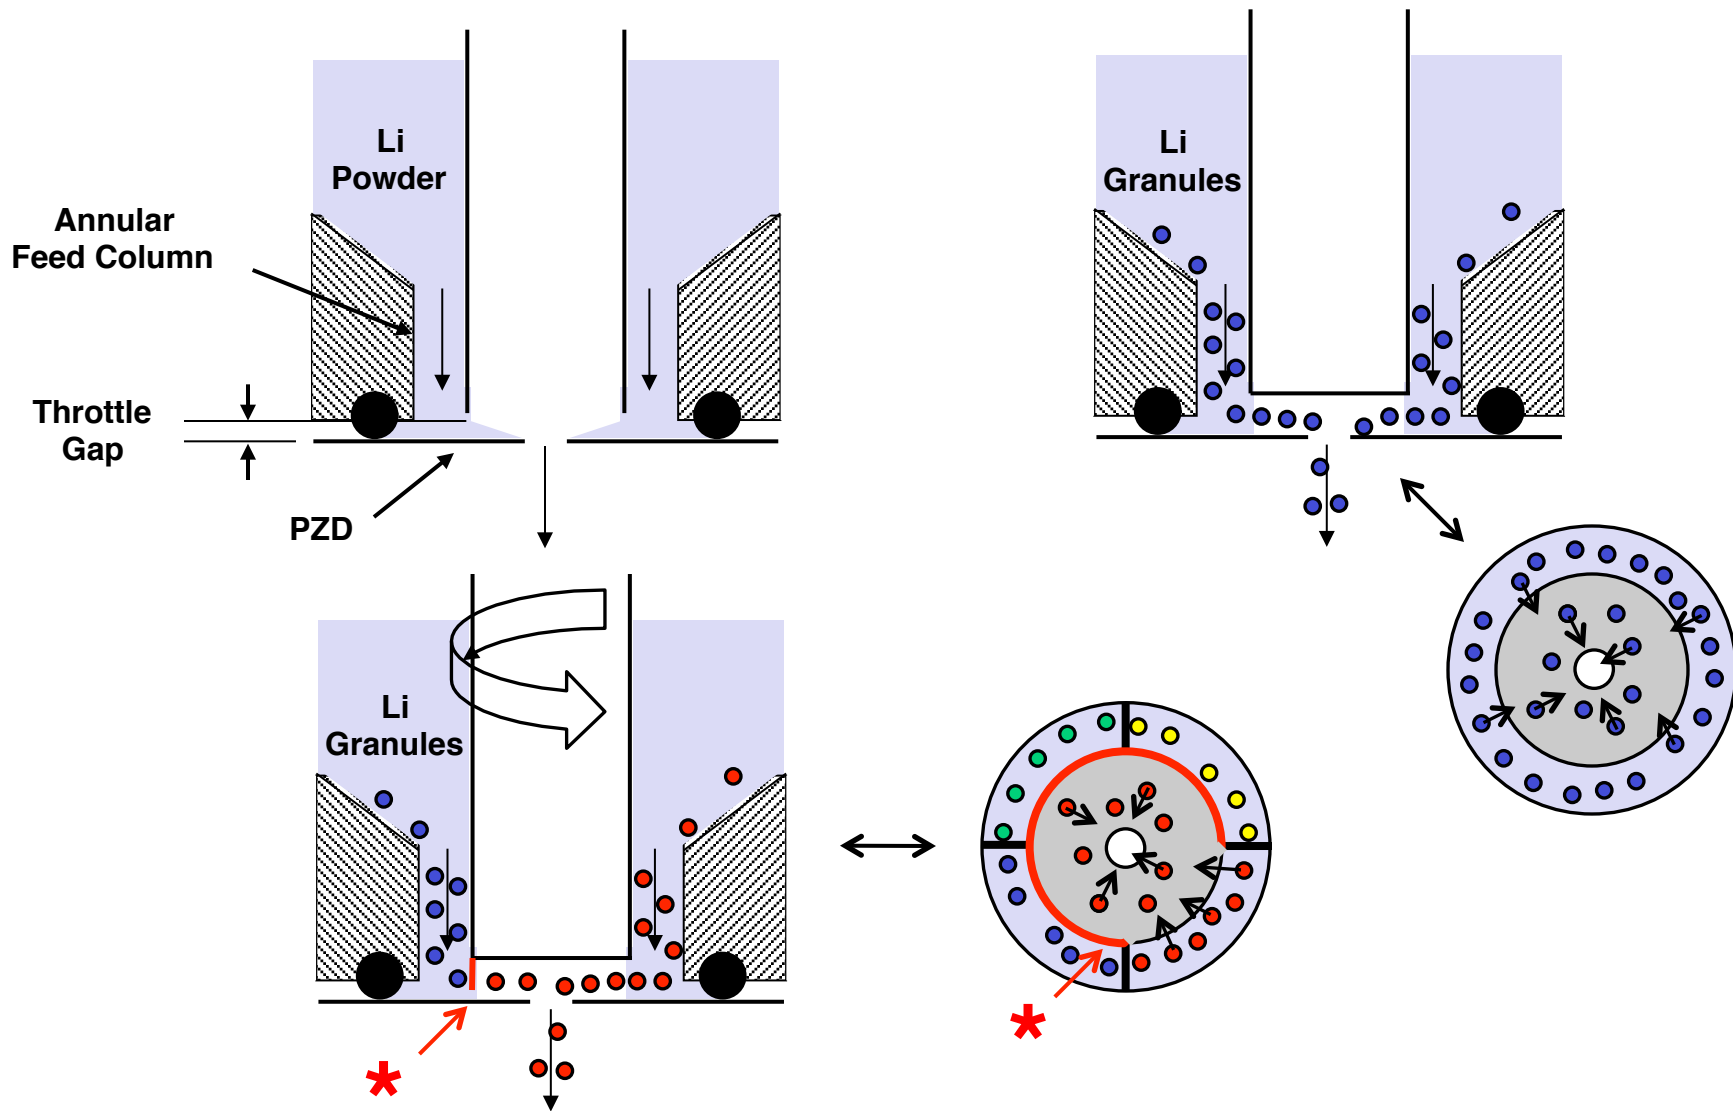 Li
Powder
Annular
Feed Column
Throttle
Gap
PZD
Li
Granules
Li
Granules
*
*